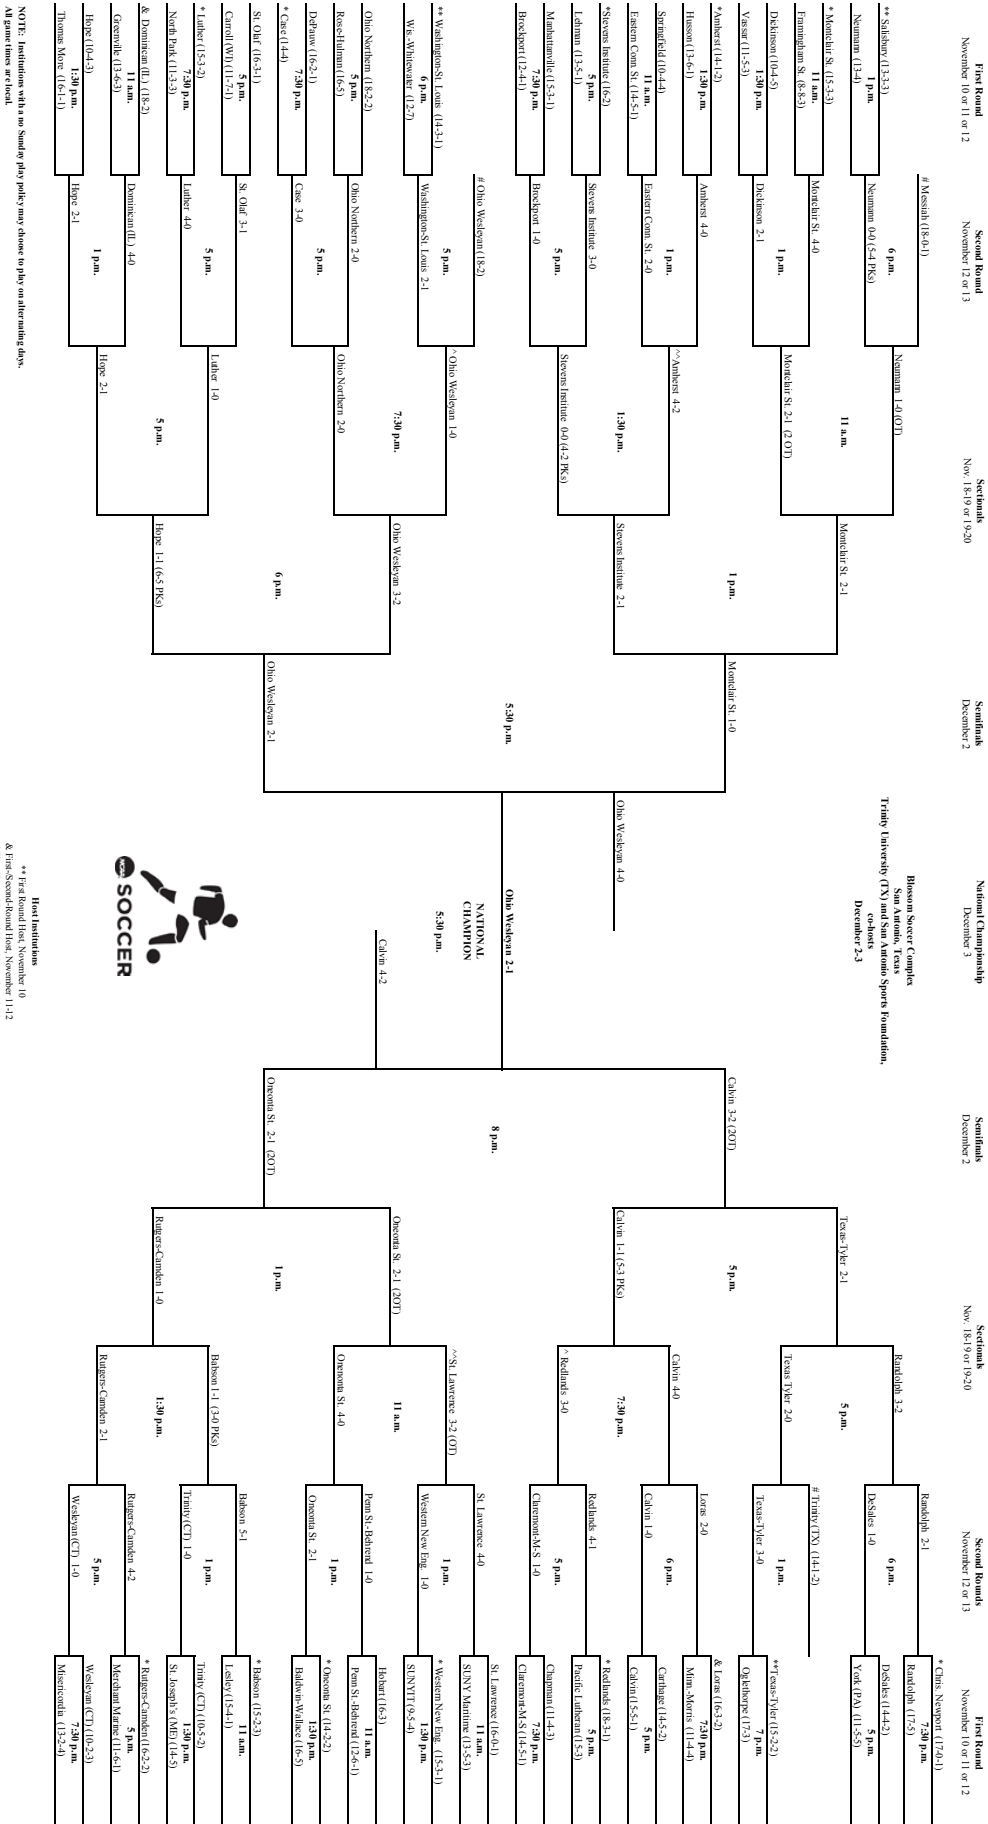 First Round
November 10 or 11 or 12
Second Round
November 12 or 13
Sectionals
Nov. 18-19 or 19-20
Semifinals
December 2
National Championship
December 3
Semifinals
December 2
Sectionals
Nov. 18-19 or 19-20
Second Rounds
November 12 or 13
First Round
November 10 or 11 or 12
** Salisbury (13-3-3)
1 p.m.
Neumann (13-4)
* Montclair St. (15-3-3)
11 a.m.
Framingham St. (8-8-3)
Dickinson (10-4-5)
1:30 p.m.
Vassar (11-5-3)
*Amherst (14-1-2)
1:30 p.m.
Husson (13-6-1)
Springfield (10-4-4)
11 a.m.
Eastern Conn. St. (14-5-1)
*Stevens Institute (16-2)
5 p.m.
Lehman (13-5-1)
Manhattanville (15-3-1)
7:30 p.m.
Brockport (12-4-1)
** Washington-St. Louis (14-3-1)
6 p.m.
Wis.-Whitewater (12-7)
Ohio Northern (18-2-2)
5 p.m.
Rose-Hulman (16-5)
DePauw (16-2-1)
7:30 p.m.
* Case (14-4)
St. Olaf (16-3-1)
5 p.m.
Carroll (WI) (11-7-1)
* Luther (15-3-2)
7:30 p.m.
North Park (11-3-3)
& Dominican (IL) (18-2)
11 a.m.
Greenville (13-6-3)
Hope (10-4-3)
1:30 p.m.
Thomas More (16-1-1)
# Messiah (18-0-1)
6 p.m.
Neumann 0-0 (5-4 PKs)
Montclair St. 4-0
1 p.m.
Dickinson 2-1
Amherst 4-0
1 p.m.
Eastern Conn. St. 2-0
Stevens Institute 3-0
5 p.m.
Brockport 1-0
# Ohio Wesleyan (18-2)
5 p.m.
Washington-St. Louis 2-1
Ohio Northern 2-0
5 p.m.
Case 3-0
St. Olaf 3-1
5 p.m.
Luther 4-0
Dominican (IL) 4-0
1 p.m.
Hope 2-1
Neumann 1-0 (OT)
11 a.m.
Montclair St. 2-1 (2 OT)
^^Amherst 4-2
1:30 p.m.
Stevens Institute 0-0 (4-2 PKs)
^ Ohio Wesleyan 1-0
7:30 p.m.
Ohio Northern 2-0
Luther 1-0
5 p.m.
Hope 2-1
Montclair St. 2-1
1 p.m.
Stevens Institute 2-1
Ohio Wesleyan 3-2
6 p.m.
Hope 1-1 (6-5 PKs)
Montclair St. 1-0
5:30 p.m.
Ohio Wesleyan 2-1
Blossom Soccer Complex
San Antonio, Texas
Trinity University (TX) and San Antonio Sports Foundation,
co-hosts
December 2-3
Ohio Wesleyan 4-0
Ohio Wesleyan 2-1
NATIONAL
CHAMPION
5:30 p.m.
Calvin 4-2
NCAA
SOCCER
Calvin 3-2 (2OT)
8 p.m.
Oneonta St. 2-1 (2OT)
Texas-Tyler 2-1
5 p.m.
Calvin 1-1 (5-3 PKs)
Oneonta St. 2-1 (2OT)
1 p.m.
Rutgers-Camden 1-0
Randolph 3-2
5 p.m.
Texas Tyler 2-0
Calvin 4-0
7:30 p.m.
^ Redlands 3-0
^^St. Lawrence 3-2 (OT)
11 a.m.
Onenonta St. 4-0
Babson 1-1 (3-0 PKs)
1:30 p.m.
Rutgers-Camden 2-1
Randolph 2-1
6 p.m.
DeSales 1-0
# Trinity (TX) (14-1-2)
1 p.m.
Texas-Tyler 3-0
Loras 2-0
6 p.m.
Calvin 1-0
Redlands 4-1
5 p.m.
Claremont-M-S 1-0
St. Lawrence 4-0
1 p.m.
Western New Eng. 1-0
Penn St.-Behrend 1-0
1 p.m.
Oneonta St. 2-1
Babson 5-1
1 p.m.
Trinity (CT) 1-0
Rutgers-Camden 4-2
5 p.m.
Wesleyan (CT) 1-0
* Chris. Newport (17-0-1)
7:30 p.m.
Randolph (17-5)
DeSales (14-4-2)
5 p.m.
York (PA) (11-5-5)
**Texas-Tyler (15-2-2)
7 p.m.
Oglethorpe (17-3)
& Loras (16-3-2)
7:30 p.m.
Minn.-Morris (11-4-4)
Carthage (14-5-2)
5 p.m.
Calvin (15-5-1)
* Redlands (18-3-1)
5 p.m.
Pacific Lutheran (15-3)
Chapman (11-4-3)
7:30 p.m.
Claremont-M-S (14-5-1)
St. Lawrence (16-0-1)
11 a.m.
SUNY Maritime (13-5-3)
* Western New Eng. (15-3-1)
1:30 p.m.
SUNYIT (9-5-4)
Hobart (16-3)
11 a.m.
Penn St.-Behrend (12-6-1)
* Oneonta St. (14-2-2)
1:30 p.m.
Baldwin-Wallace (16-5)
* Babson (15-2-3)
11 a.m.
Lesley (15-4-1)
Trinity (CT) (10-5-2)
1:30 p.m.
St. Joseph's (ME) (14-5)
* Rutgers-Camden (16-2-2)
5 p.m.
Merchant Marine (11-6-1)
Wesleyan (CT) (10-2-3)
7:30 p.m.
Misericordia (13-2-4)
NOTE: Institutions with a no Sunday play policy may choose to play on alternating days.
All game times are local.
Host Institutions
** First Round Host, November 10
& First-/Second-Round Host, November 11-12